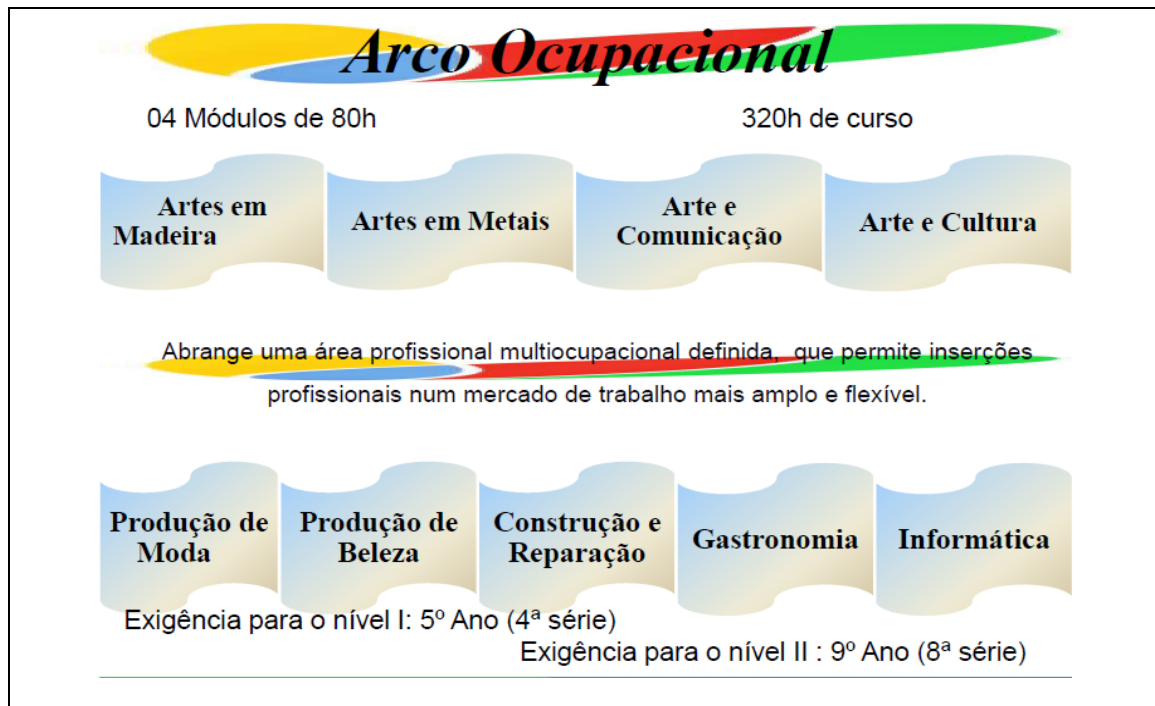 Arco Ocupacional
04 Módulos de 80h
320h de curso
Artes em
Madeira
Artes em Metais
Arte e
Comunicação
Arte e Cultura
Abrange uma área profissional multiocupacional definida, que permite inserções
profissionais num mercado de trabalho mais amplo e flexível.
Produção de
Moda
Produção de
Beleza
Construção e
Reparação
Gastronomia
Informática
Exigência para o nível I: 5º Ano (4ª série)
Exigência para o nível II : 9º Ano (8ª série)